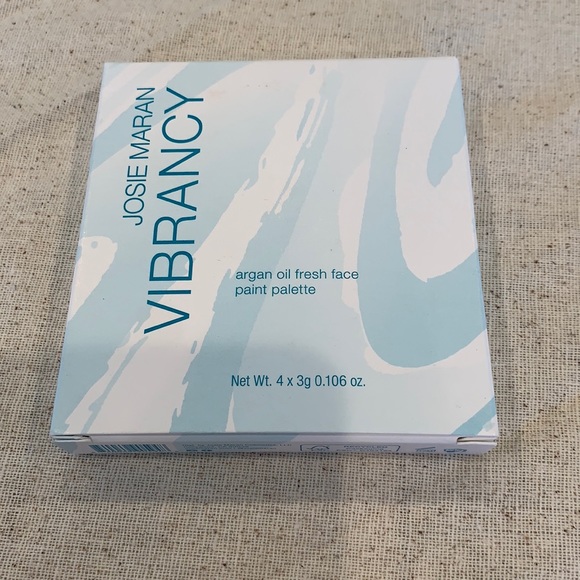 JOSIE MARAN
VIBRANCY
argan oil fresh face
paint palette
Net Wt. 4 x 3g 0.106 oz.